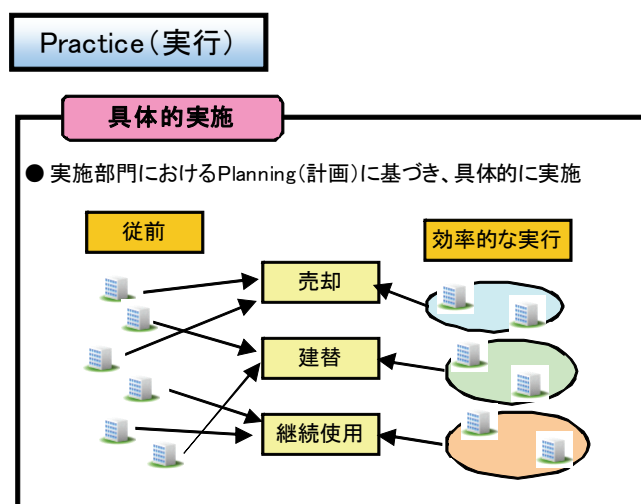 Practice（実行）
具体的実施
● 実施部門におけるPlanning（計画）に基づき、具体的に実施
従前
効率的な実行
売却
建替
継続使用